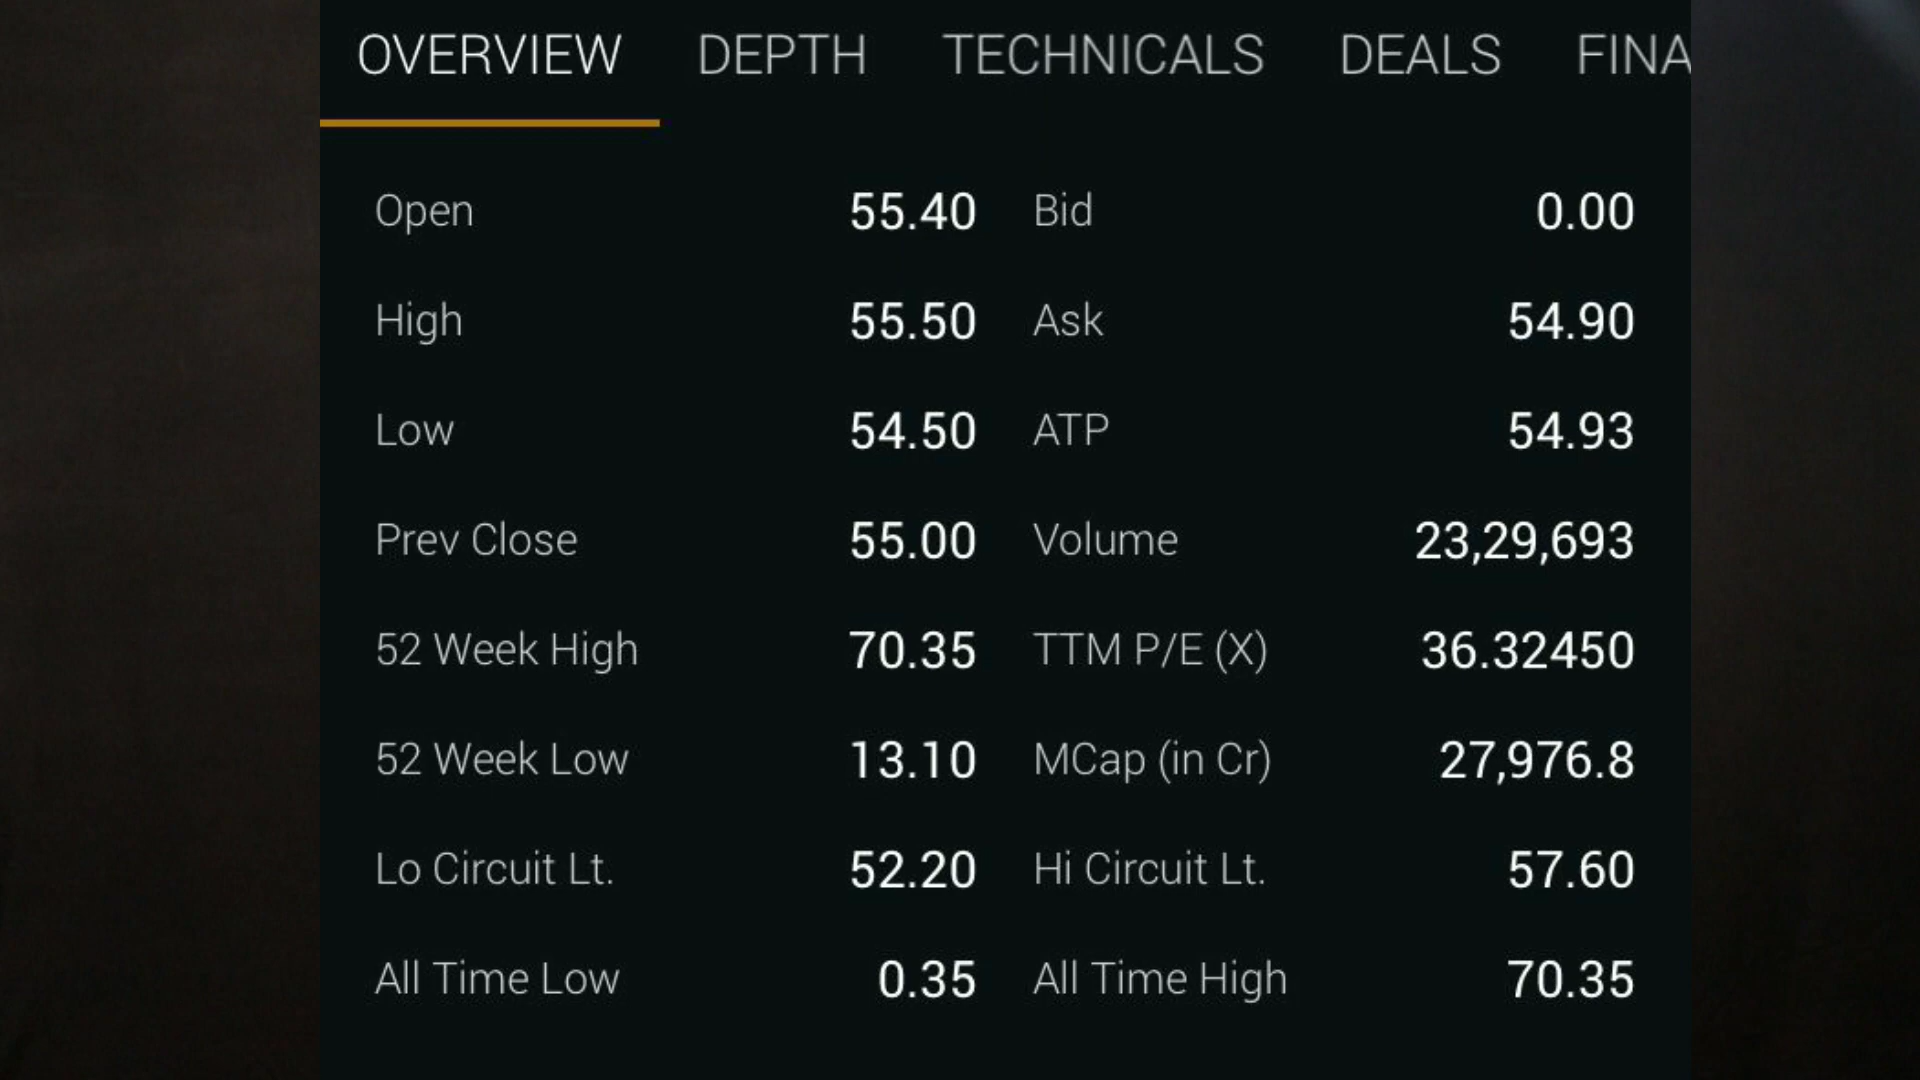 OVERVIEW DEPTH TECHNICALS DEALS FINA
Open 55.40 Bid 0.00
High 55.50 Ask 54.90
Low 54.50 ATP 54.93
Prev Close 55.00 Volume 23,29,693
52 Week High 70.35 TTM P/E (X) 36.32450
52 Week Low 13.10 MCap (in Cr) 27,976.8
Lo Circuit Lt. 52.20 Hi Circuit Lt. 57.60
All Time Low 0.35 All Time High 70.35